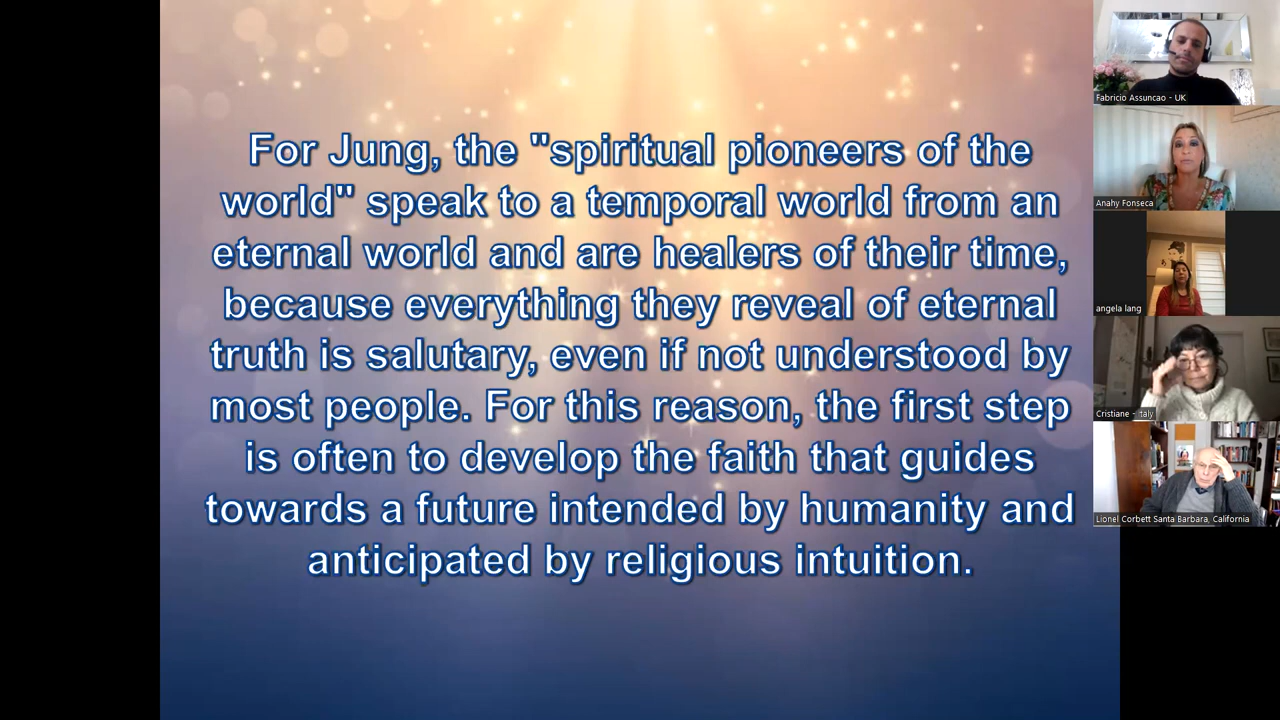 For Jung, the "spiritual pioneers of the
world" speak to a temporal world from an
eternal world and are healers of their time,
because everything they reveal of eternal
truth is salutary, even if not understood by
most people. For this reason, the first step
is often to develop the faith that guides
towards a future intended by humanity and
anticipated by religious intuition.
Fabricio Assuncao - UK
Anahy Fonseca
angela lang
Cristiane - Italy
Lionel Corbett Santa Barbara, California